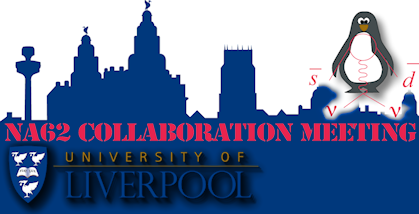 s̅ d̅
ν ν
NA62 COLLABORATION MEETING
UNIVERSITY OF
LIVERPOOL